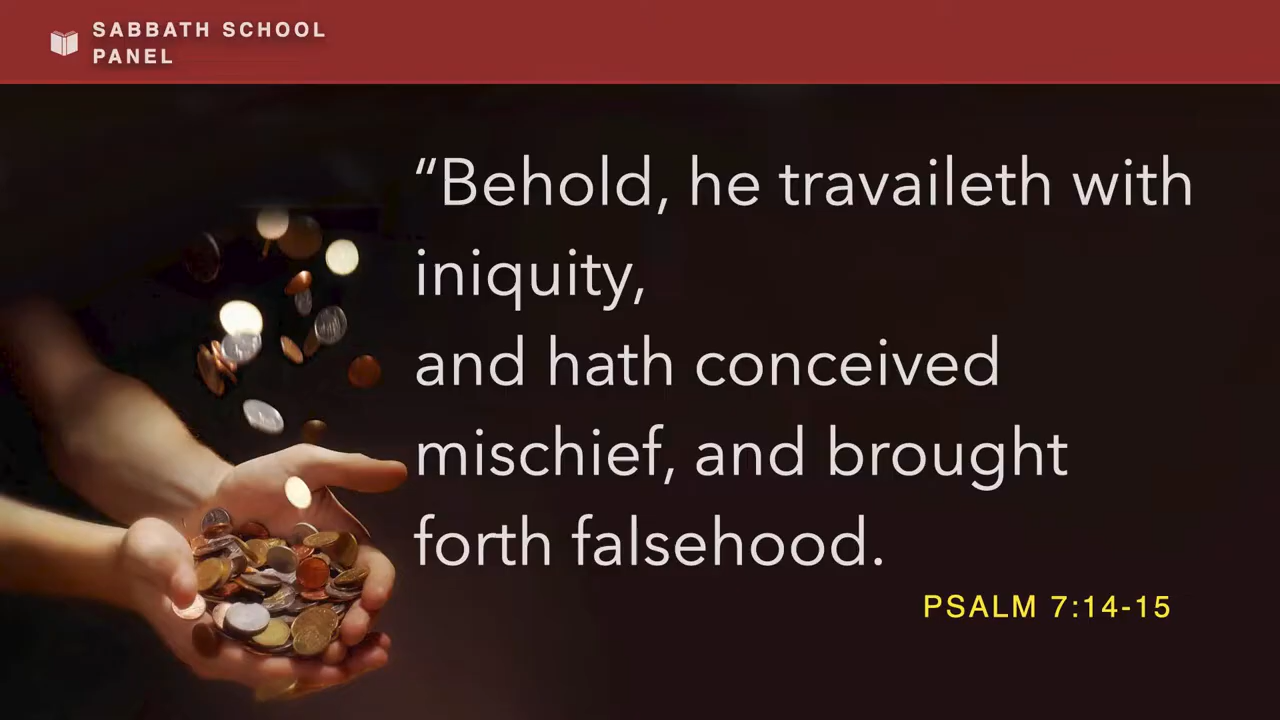 SABBATH SCHOOL
PANEL
“Behold, he travaileth with
iniquity,
and hath conceived
mischief, and brought
forth falsehood.
PSALM 7:14-15